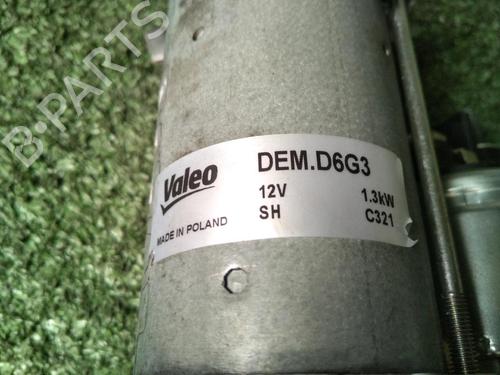 B-PARTS
Valeo
MADE IN POLAND
DEM.D6G3
12V 1.3kW
SH C321